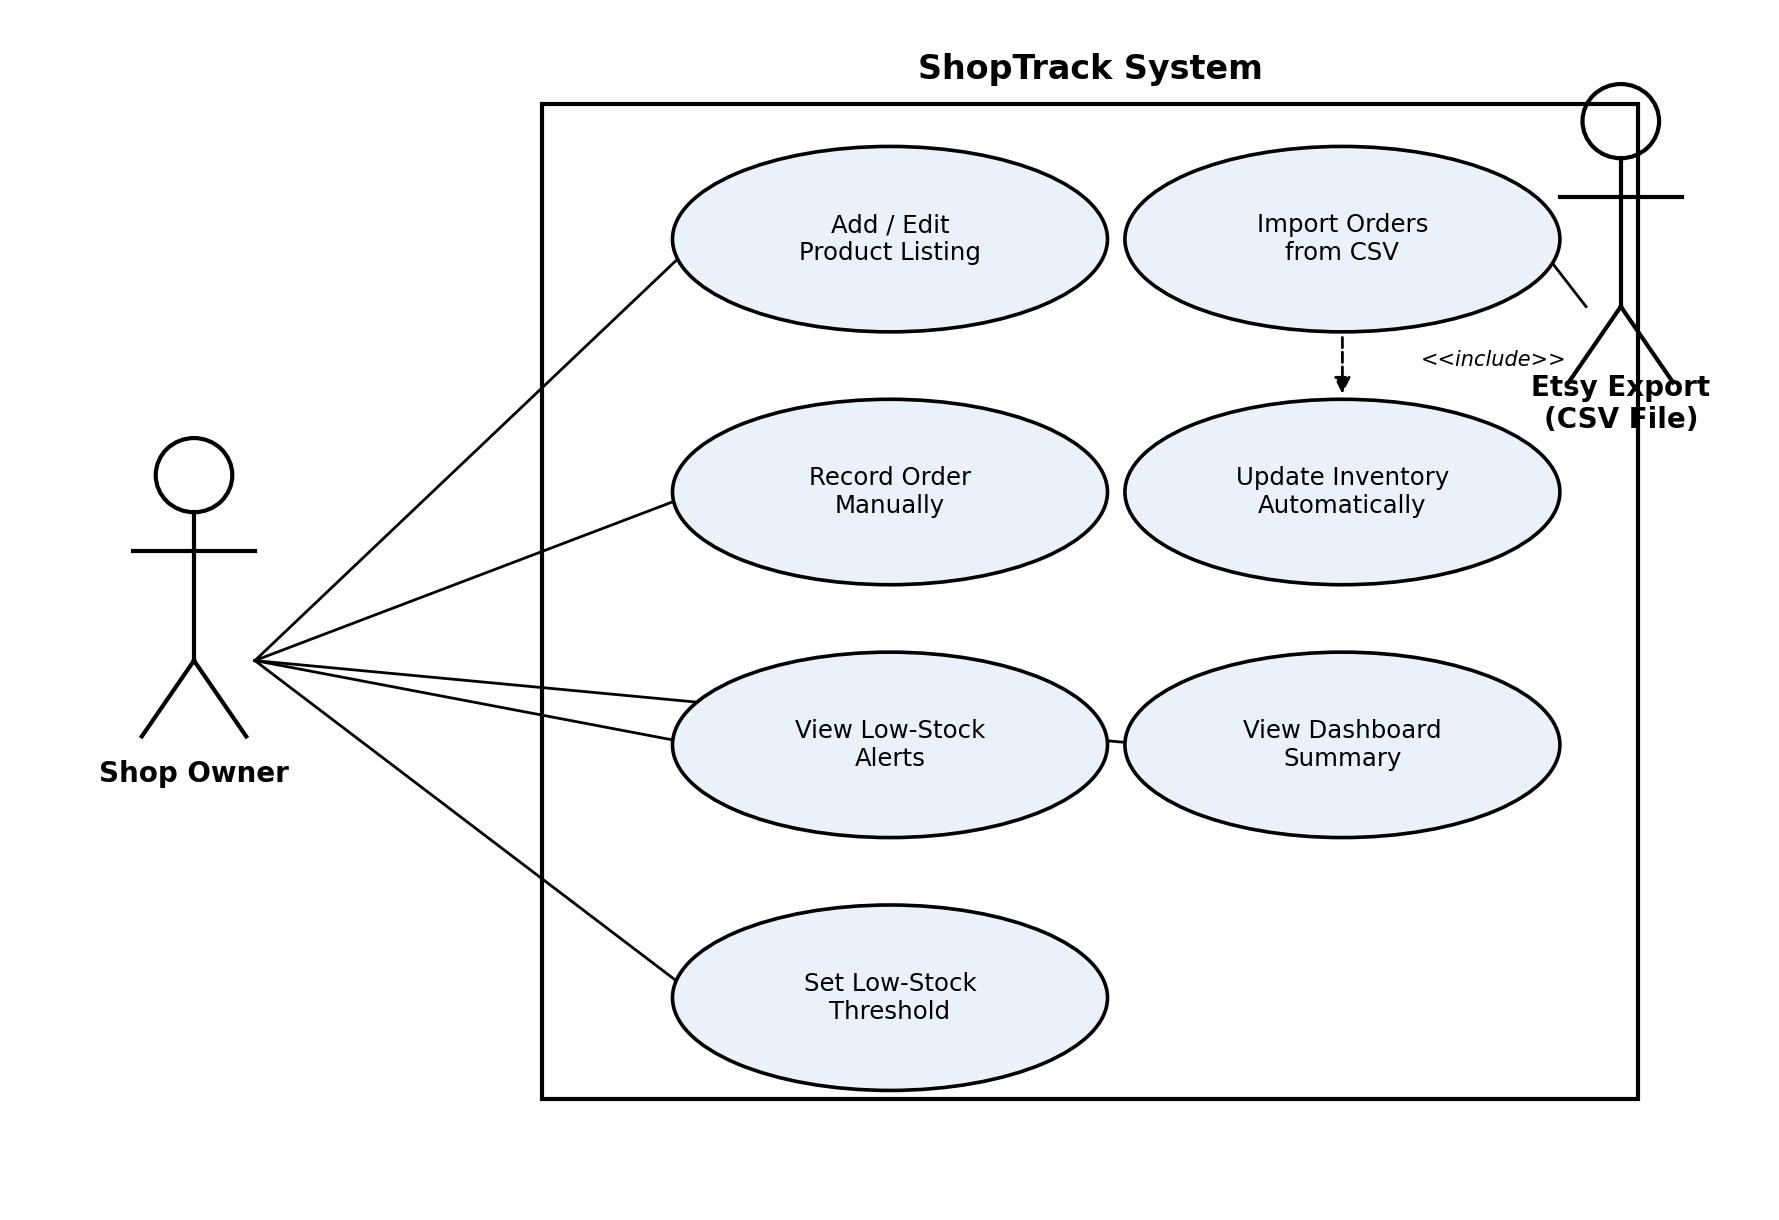 ShopTrack System
Add / Edit
Product Listing
Import Orders
from CSV
<<include>>
Etsy Export
(CSV File)
Record Order
Manually
Update Inventory
Automatically
View Low-Stock
Alerts
View Dashboard
Summary
Shop Owner
Set Low-Stock
Threshold